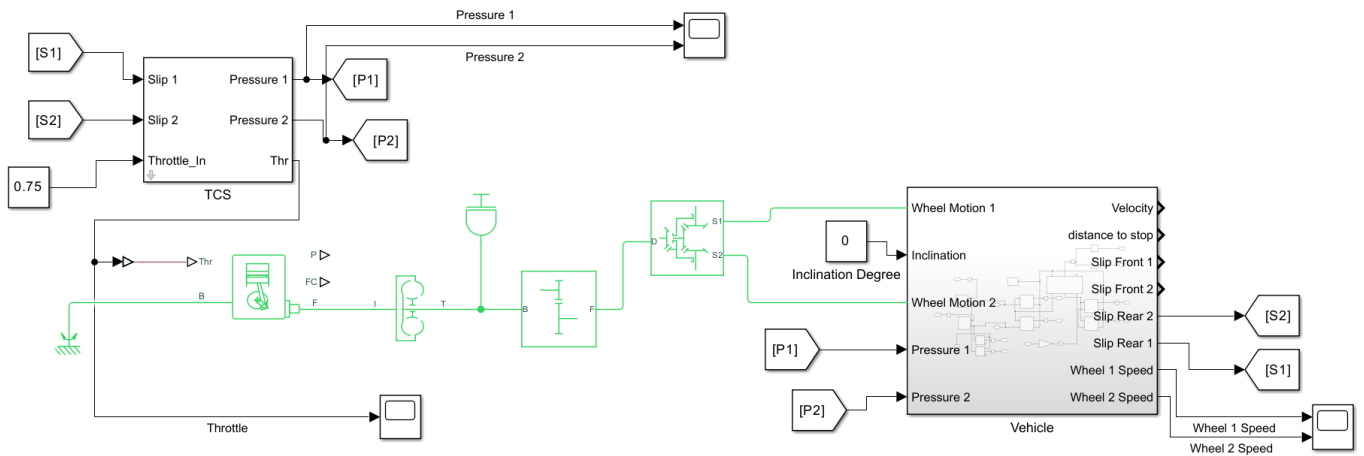 Pressure 1
Pressure 2
[S1]
[S2]
0.75
Slip 1
Slip 2
Throttle_In
Pressure 1
Pressure 2
Thr
TCS
[P1]
[P2]
Thr
P
FC
B
F
I
T
B
F
D
S1
S2
Throttle
0
Inclination Degree
[P1]
[P2]
Wheel Motion 1
Inclination
Wheel Motion 2
Pressure 1
Pressure 2
Velocity
distance to stop
Slip Front 1
Slip Front 2
Slip Rear 2
Slip Rear 1
Wheel 1 Speed
Wheel 2 Speed
Vehicle
[S2]
[S1]
Wheel 1 Speed
Wheel 2 Speed